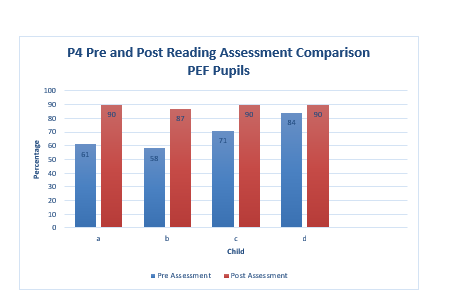 P4 Pre and Post Reading Assessment Comparison
PEF Pupils
100
90
80
70
60
50
40
30
20
10
0
Percentage
61
90
58
87
71
90
84
90
a
b
c
d
Child
Pre Assessment
Post Assessment